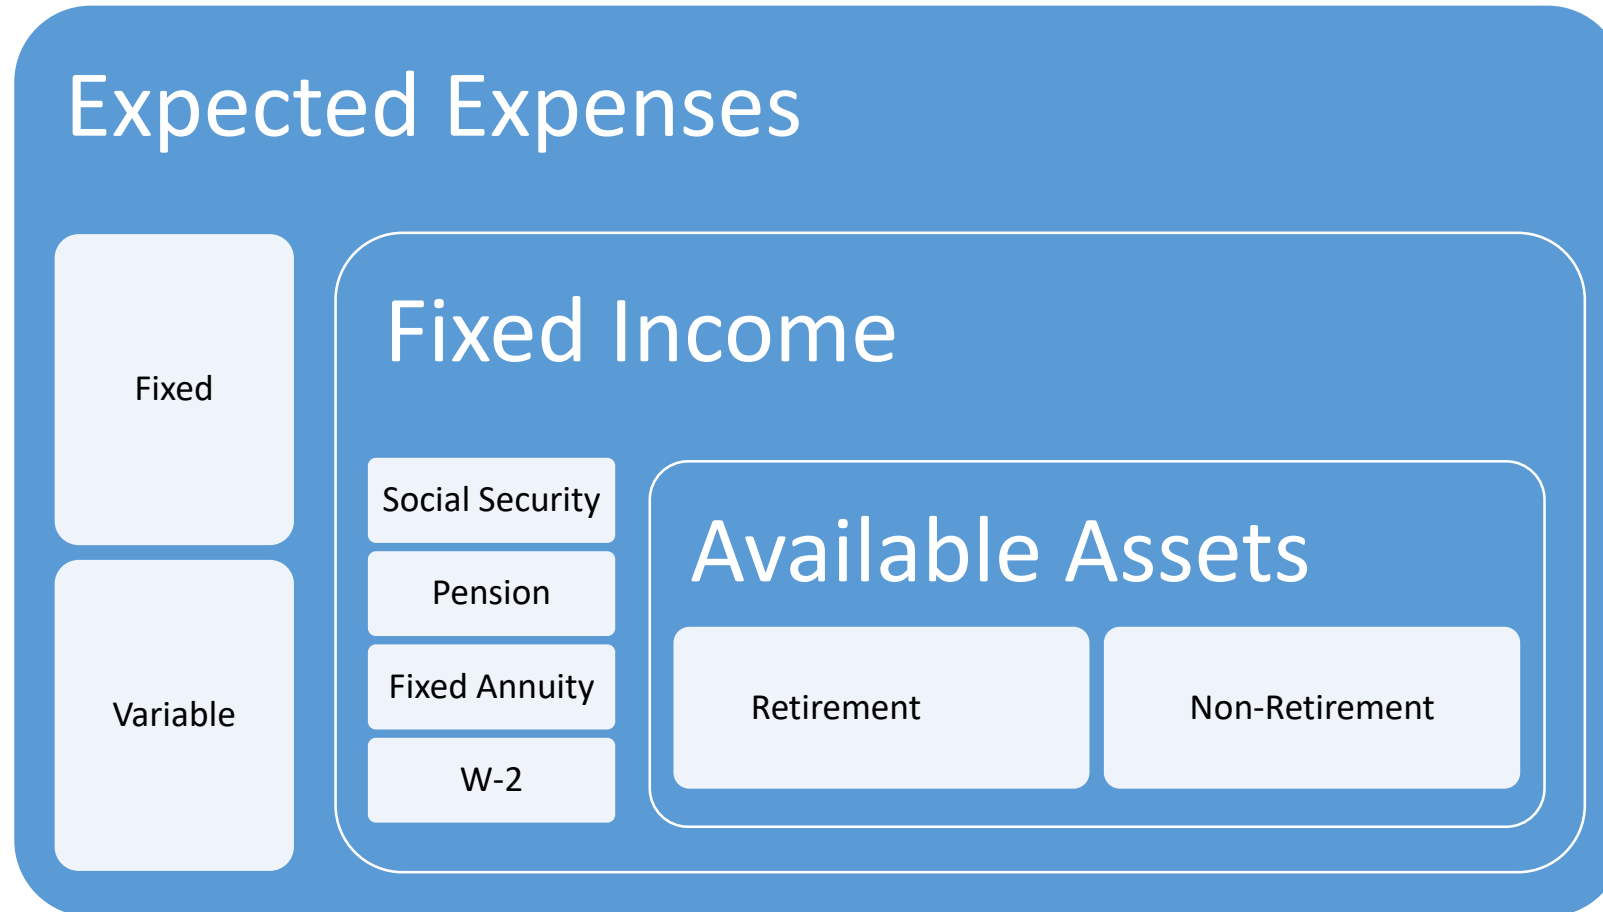 Expected Expenses
Fixed
Variable
Fixed Income
Social Security
Pension
Fixed Annuity
W-2
Available Assets
Retirement
Non-Retirement